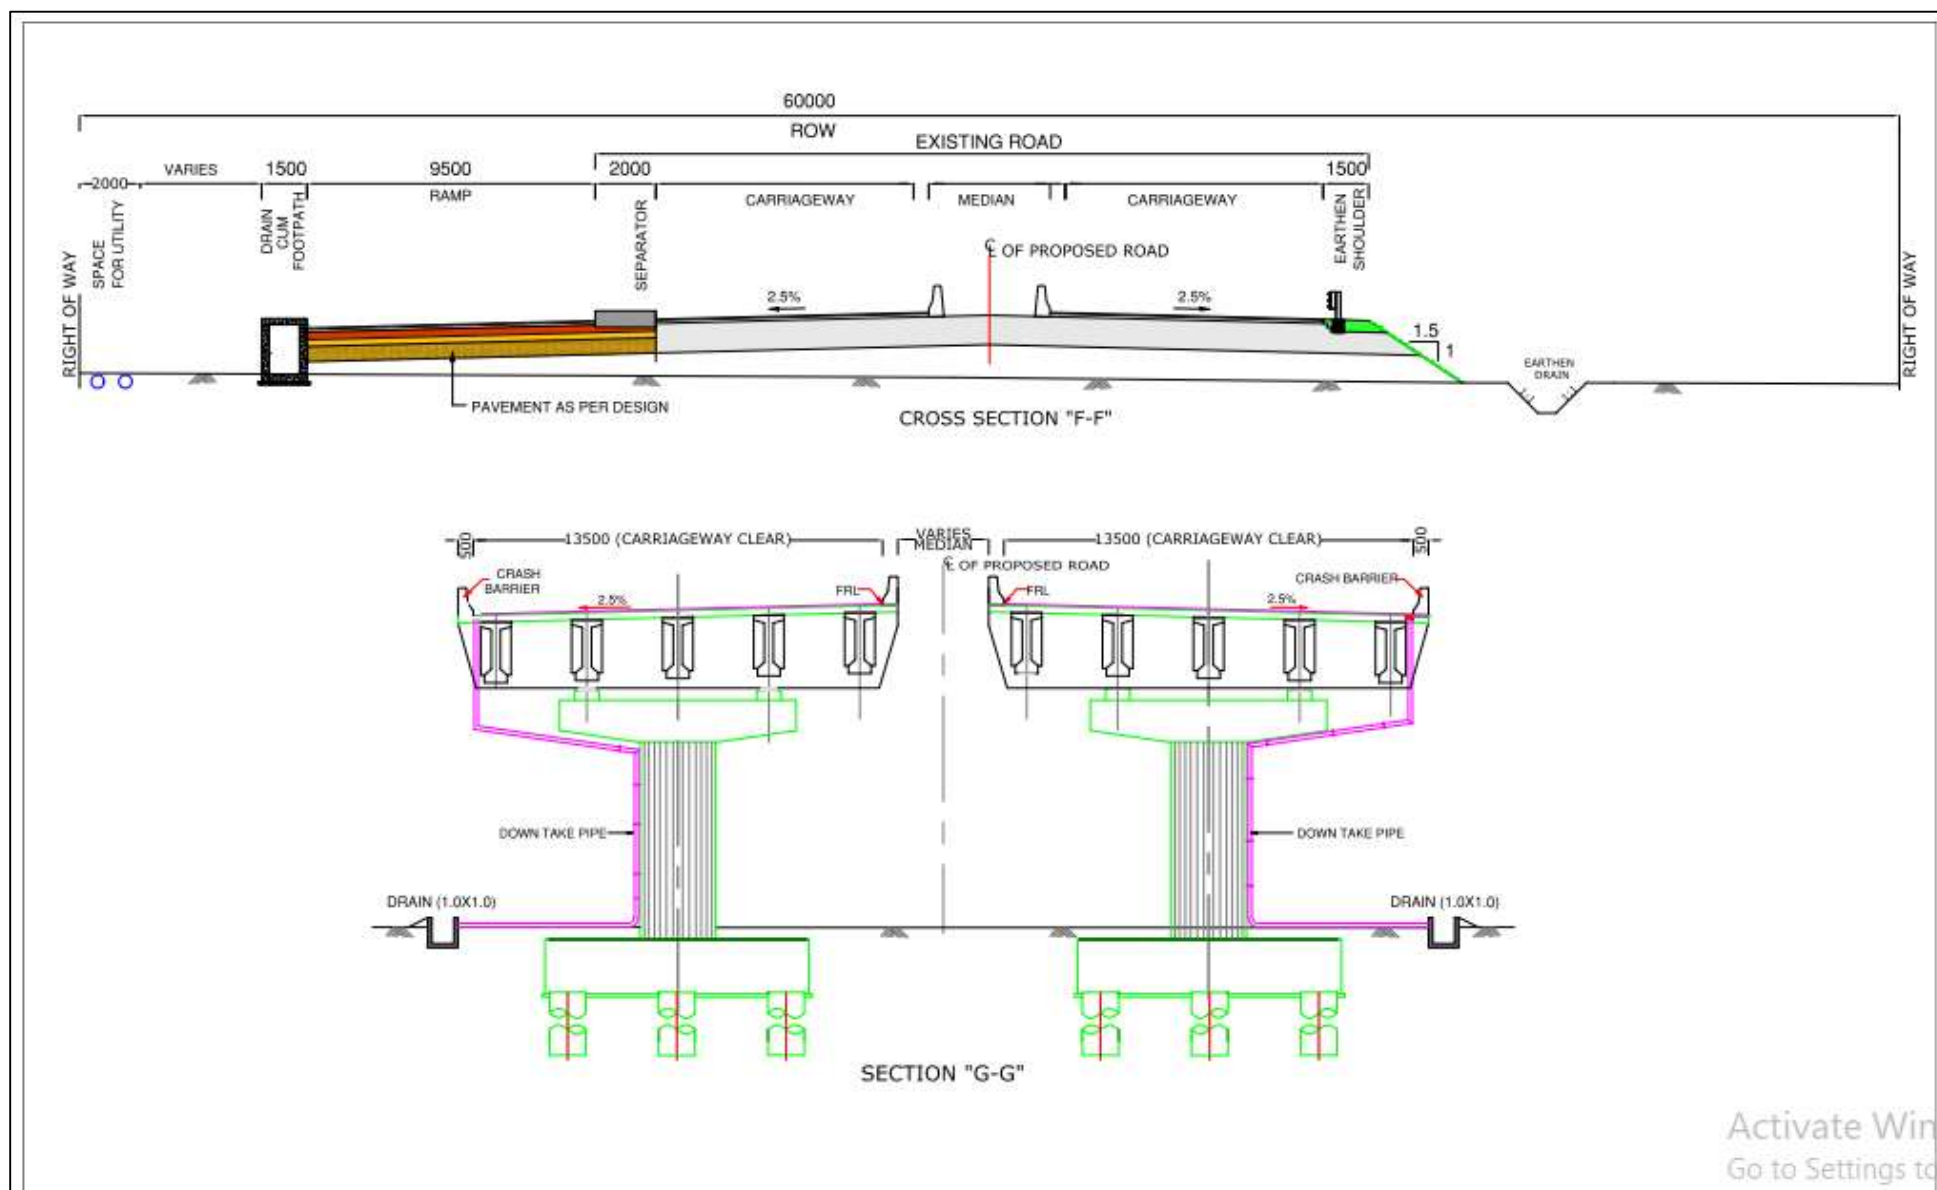 60000
ROW
EXISTING ROAD
VARIES
1500
9500
2000
1500
2000
RAMP
CARRIAGEWAY
MEDIAN
CARRIAGEWAY
RIGHT OF WAY
SPACE
FOR UTILITY
DRAIN
CUM
FOOTPATH
SEPARATOR
EARTHEN
SHOULDER
RIGHT OF WAY
℄ OF PROPOSED ROAD
2.5%
2.5%
1.5
1
EARTHEN
DRAIN
PAVEMENT AS PER DESIGN
CROSS SECTION "F-F"
500
13500 (CARRIAGEWAY CLEAR)
VARIES
MEDIAN
13500 (CARRIAGEWAY CLEAR)
500
℄ OF PROPOSED ROAD
CRASH
BARRIER
2.5%
FRL
FRL
2.5%
CRASH BARRIER
DOWN TAKE PIPE
DOWN TAKE PIPE
DRAIN (1.0X1.0)
DRAIN (1.0X1.0)
SECTION "G-G"
Activate Win
Go to Settings to